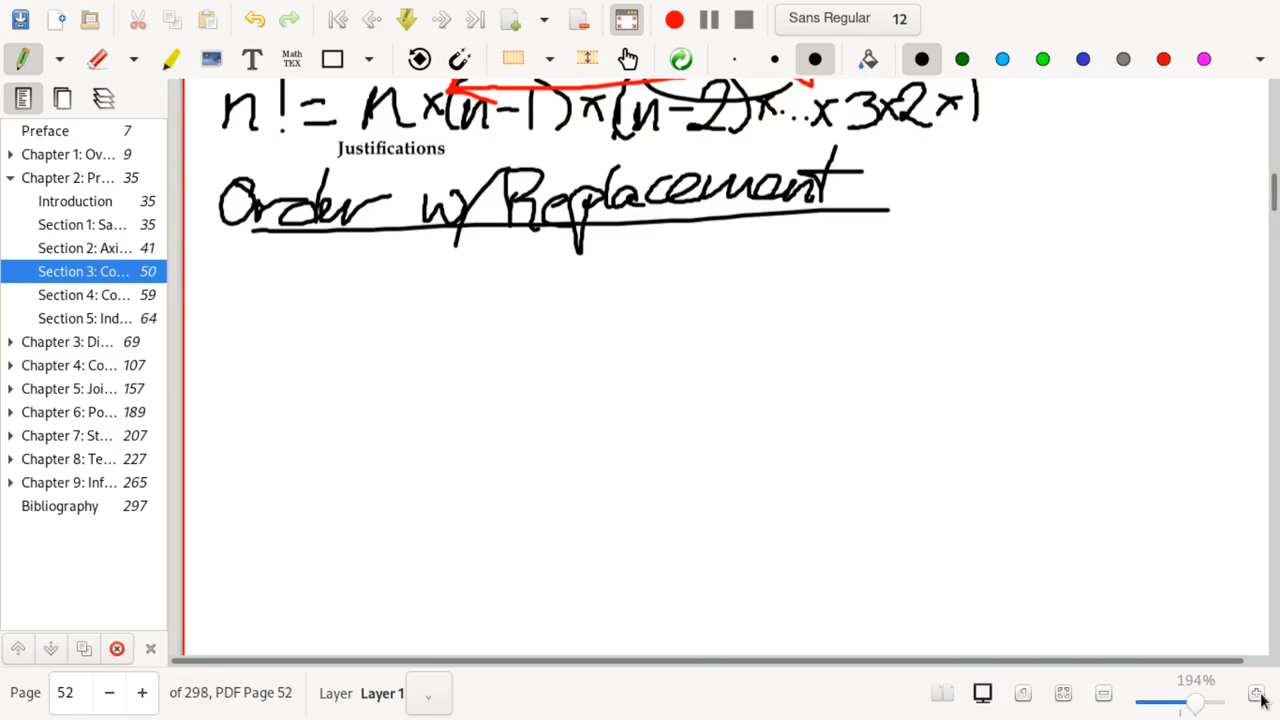 Sans Regular 12
Math TEX
Preface 7
Chapter 1: Ov... 9
Chapter 2: Pr... 35
Introduction 35
Section 1: Sa... 35
Section 2: Axi... 41
Section 3: Co... 50
Section 4: Co... 59
Section 5: Ind... 64
Chapter 3: Di... 69
Chapter 4: Co... 107
Chapter 5: Joi... 157
Chapter 6: Po... 189
Chapter 7: St... 207
Chapter 8: Te... 227
Chapter 9: Inf... 265
Bibliography 297
n! = n×(n-1)×(n-2)×...×3×2×1
Justifications
Order w/ Replacement
Page 52 of 298, PDF Page 52 Layer Layer 1
194%